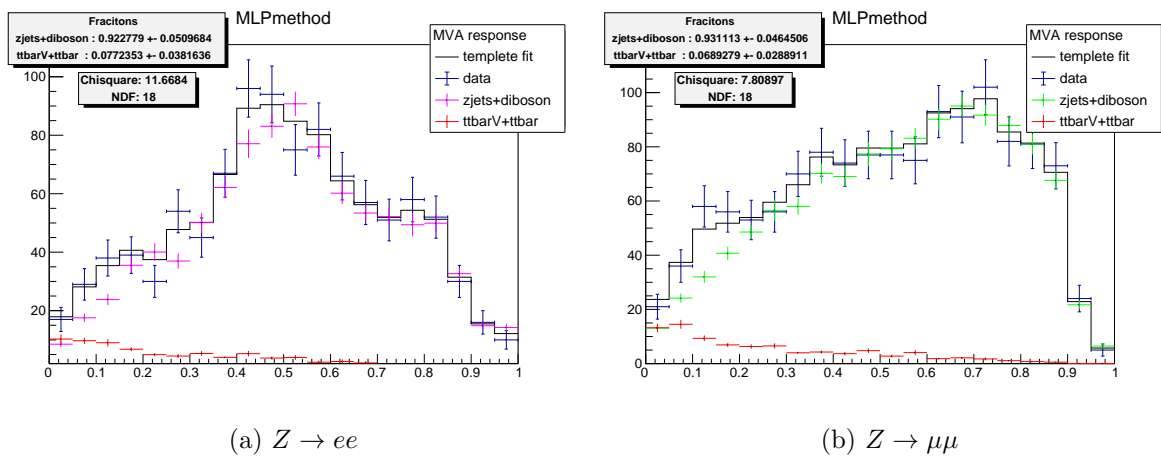 MLPmethod
Fracitons
zjets+diboson : 0.922779 +- 0.0509684
ttbarV+ttbar : 0.0772353 +- 0.0381636
Chisquare: 11.6684
NDF: 18
MVA response
templete fit
data
zjets+diboson
ttbarV+ttbar
100
80
60
40
20
0 0.1 0.2 0.3 0.4 0.5 0.6 0.7 0.8 0.9 1
(a) Z → ee
MLPmethod
Fracitons
zjets+diboson : 0.931113 +- 0.0464506
ttbarV+ttbar : 0.0689279 +- 0.0288911
Chisquare: 7.80897
NDF: 18
MVA response
templete fit
data
zjets+diboson
ttbarV+ttbar
100
80
60
40
20
0
0 0.1 0.2 0.3 0.4 0.5 0.6 0.7 0.8 0.9 1
(b) Z → μμ